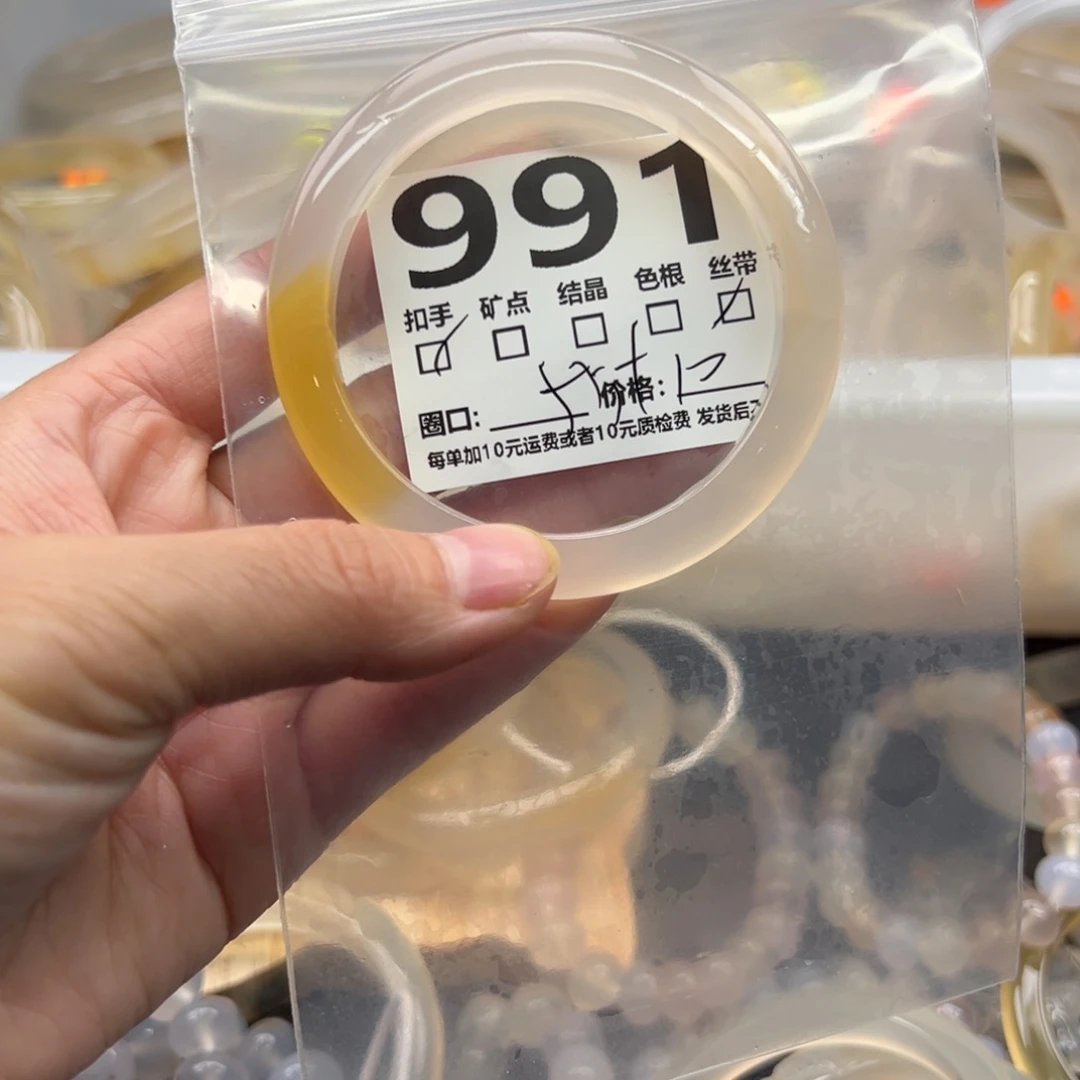 991
扣手 矿点 结晶 色根 丝带
圈口: 价格:
每单加10元运费或者10元质检费 发货后